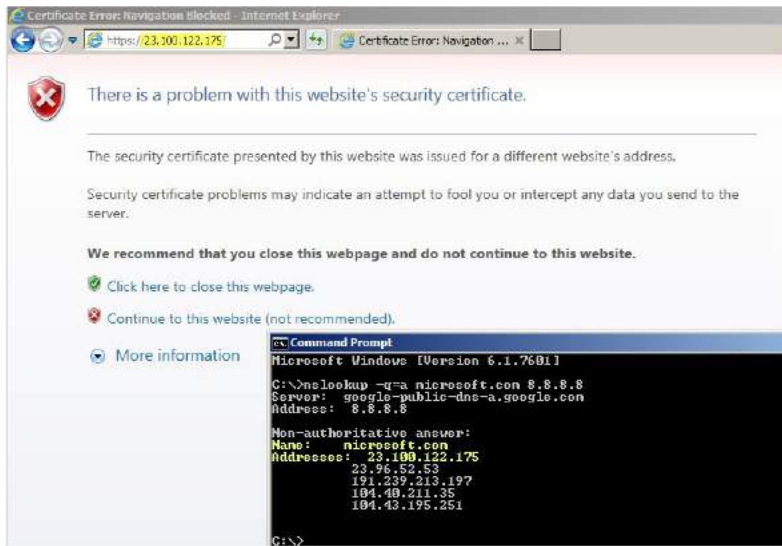 Certificate Error: Navigation Blocked - Internet Explorer
https://23.100.122.175/
Certificate Error: Navigation ...
There is a problem with this website's security certificate.
The security certificate presented by this website was issued for a different website's address.
Security certificate problems may indicate an attempt to fool you or intercept any data you send to the
server.
We recommend that you close this webpage and do not continue to this website.
Click here to close this webpage.
Continue to this website (not recommended).
More information
Command Prompt
Microsoft Windows [Version 6.1.7601]
C:\>nslookup -q=a microsoft.com 8.8.8.8
Server:  google-public-dns-a.google.com
Address:  8.8.8.8
Non-authoritative answer:
Name:    microsoft.com
Addresses:  23.100.122.175
23.96.52.53
191.239.213.197
104.40.211.35
104.43.195.251
C:\>